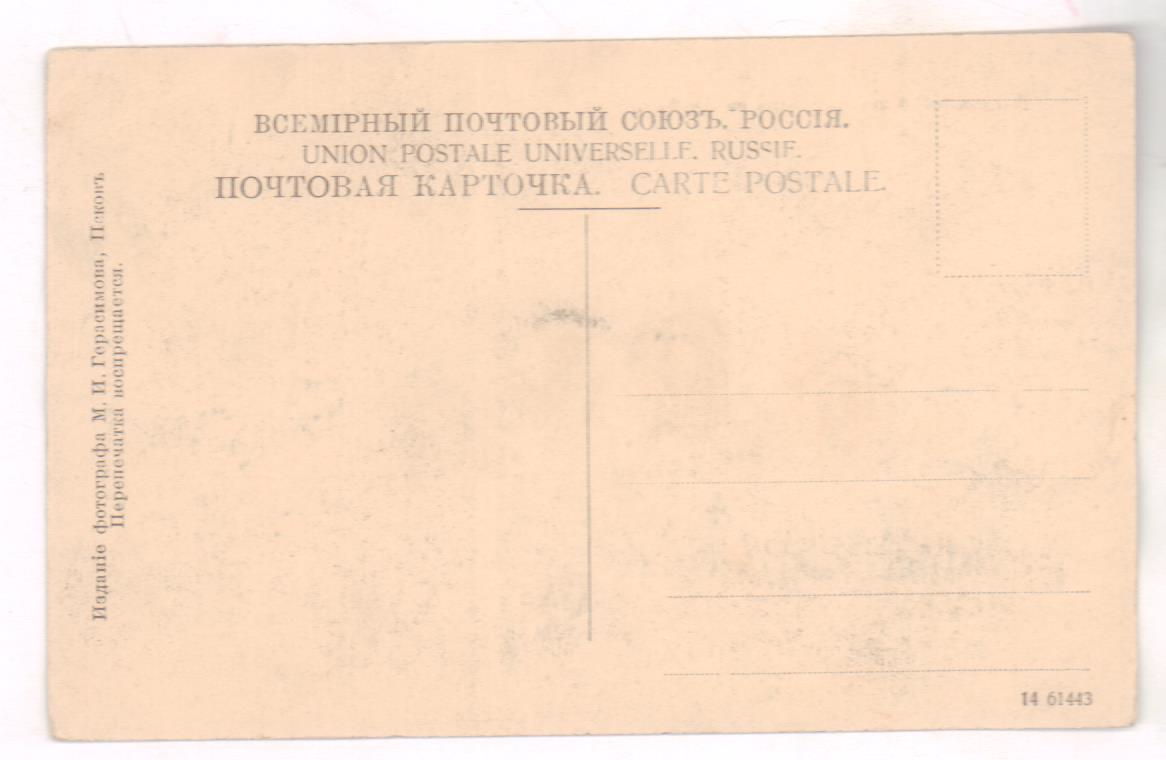 ВСЕМІРНЫЙ ПОЧТОВЫЙ СОЮЗЪ. РОССІЯ.
UNION POSTALE UNIVERSELLE. RUSSIE.
ПОЧТОВАЯ КАРТОЧКА. CARTE POSTALE.
Изданіе фотографа М. И. Герасимова, Псковъ
Перепечатка воспрещается.
14 61443